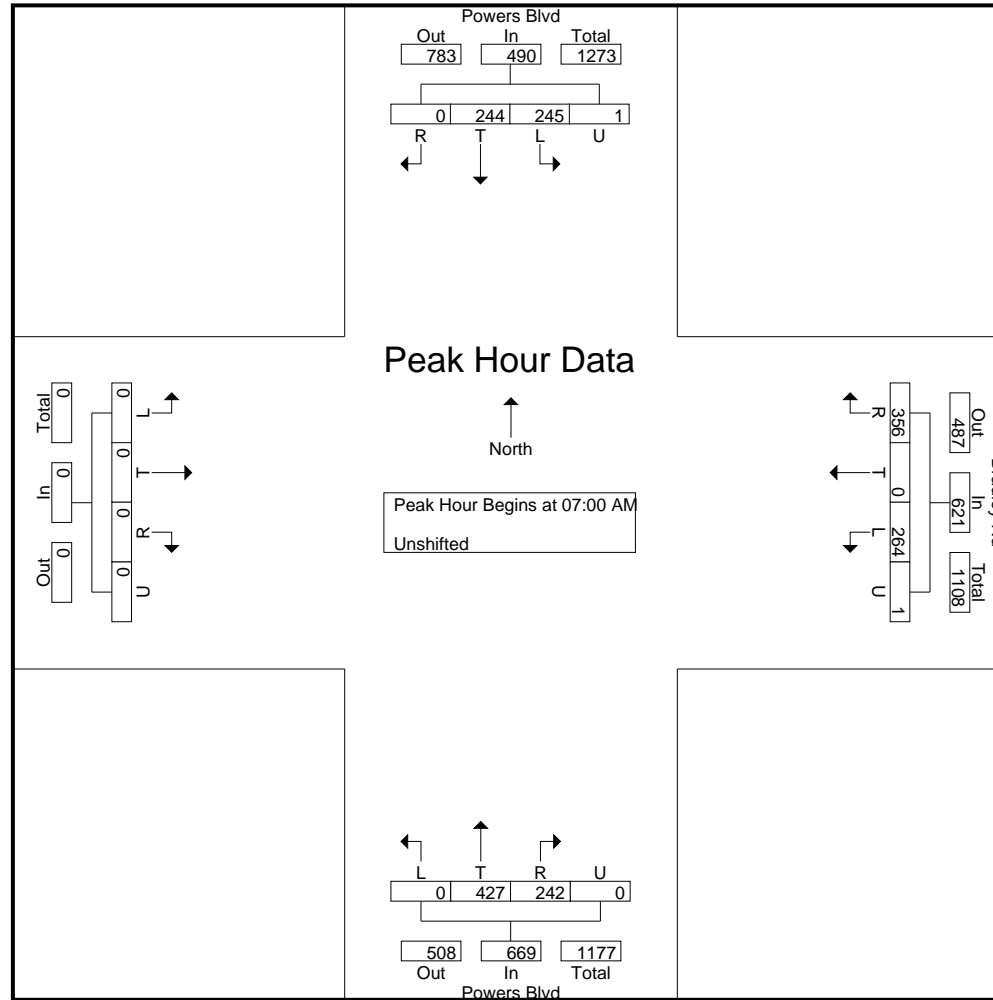 Powers Blvd
Out In Total
783 490 1273
0 244 245 1
R T L U
Peak Hour Data
North
Peak Hour Begins at 07:00 AM
Unshifted
Total In Out
0 0 0
0 0 0 0
L T R U
R T L U
356 0 264 1
Out In Total
487 621 1108
L T R U
0 427 242 0
508 669 1177
Out In Total
Powers Blvd